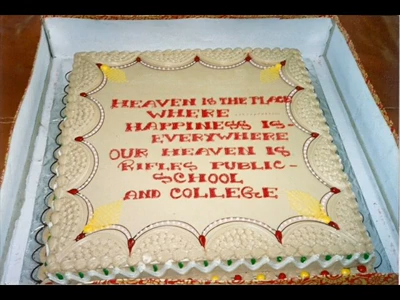 HEAVEN IS THE PLACE
WHERE ............
HAPPINESS IS-
EVERYWHERE
OUR HEAVEN IS
RIFLES PUBLIC-
SCHOOL
AND COLLEGE